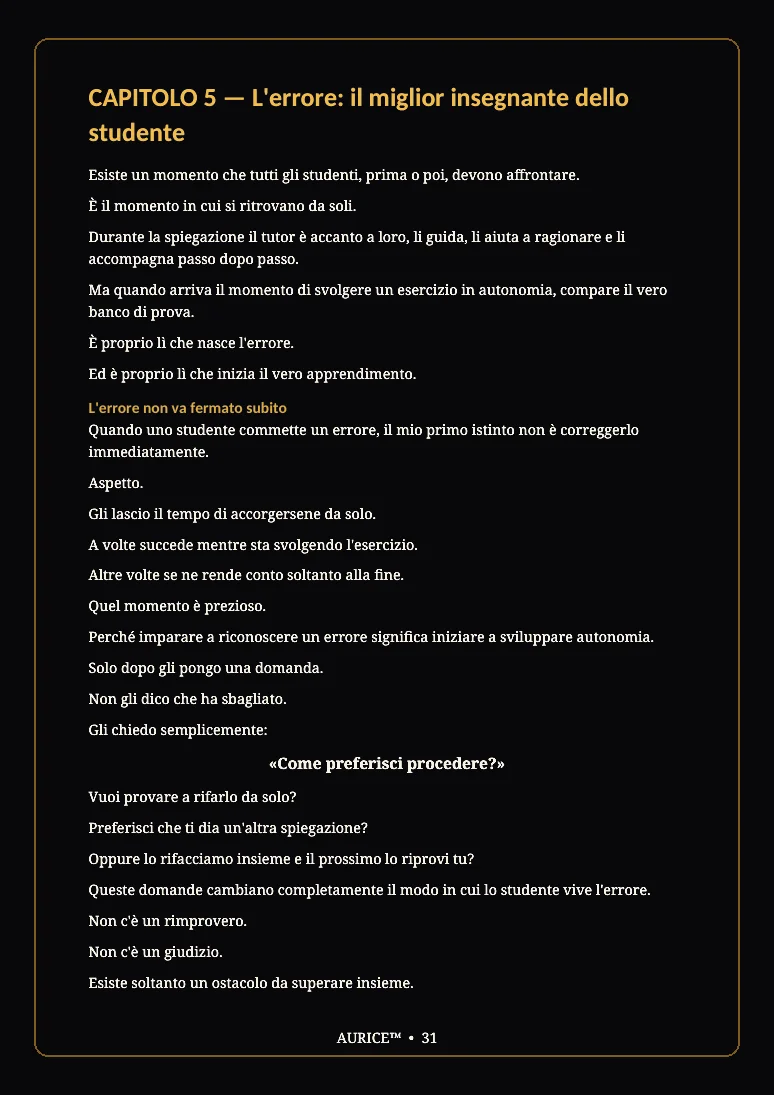 CAPITOLO 5 — L'errore: il miglior insegnante dello
studente
Esiste un momento che tutti gli studenti, prima o poi, devono affrontare.
È il momento in cui si ritrovano da soli.
Durante la spiegazione il tutor è accanto a loro, li guida, li aiuta a ragionare e li
accompagna passo dopo passo.
Ma quando arriva il momento di svolgere un esercizio in autonomia, compare il vero
banco di prova.
È proprio lì che nasce l'errore.
Ed è proprio lì che inizia il vero apprendimento.
L'errore non va fermato subito
Quando uno studente commette un errore, il mio primo istinto non è correggerlo
immediatamente.
Aspetto.
Gli lascio il tempo di accorgersene da solo.
A volte succede mentre sta svolgendo l'esercizio.
Altre volte se ne rende conto soltanto alla fine.
Quel momento è prezioso.
Perché imparare a riconoscere un errore significa iniziare a sviluppare autonomia.
Solo dopo gli pongo una domanda.
Non gli dico che ha sbagliato.
Gli chiedo semplicemente:
«Come preferisci procedere?»
Vuoi provare a rifarlo da solo?
Preferisci che ti dia un'altra spiegazione?
Oppure lo rifacciamo insieme e il prossimo lo riprovi tu?
Queste domande cambiano completamente il modo in cui lo studente vive l'errore.
Non c'è un rimprovero.
Non c'è un giudizio.
Esiste soltanto un ostacolo da superare insieme.
AURICE™ • 31